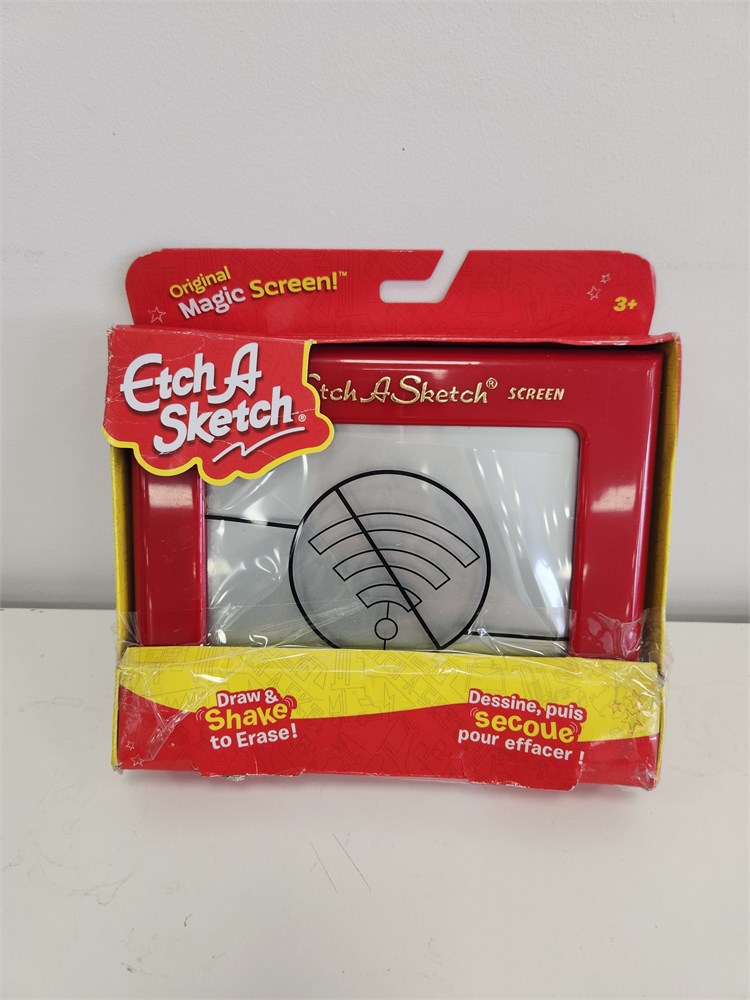 Original
Magic Screen!™
3+
Etch A
Sketch®
Etch A Sketch® SCREEN
Draw &
Shake
to Erase!
Dessine, puis
secoue
pour effacer !